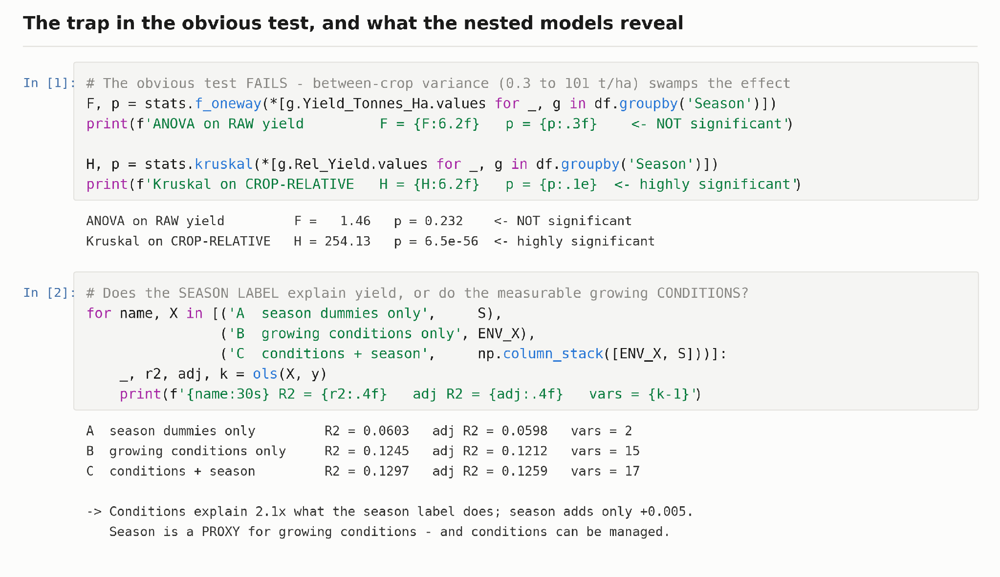 The trap in the obvious test, and what the nested models reveal
In [1]:
# The obvious test FAILS - between-crop variance (0.3 to 101 t/ha) swamps the effect
F, p = stats.f_oneway(*[g.Yield_Tonnes_Ha.values for _, g in df.groupby('Season')])
print(f'ANOVA on RAW yield         F = {F:6.2f}   p = {p:.3f}    <- NOT significant')
H, p = stats.kruskal(*[g.Rel_Yield.values for _, g in df.groupby('Season')])
print(f'Kruskal on CROP-RELATIVE   H = {H:6.2f}   p = {p:.1e}  <- highly significant')
ANOVA on RAW yield         F =   1.46   p = 0.232    <- NOT significant
Kruskal on CROP-RELATIVE   H = 254.13   p = 6.5e-56  <- highly significant
In [2]:
# Does the SEASON LABEL explain yield, or do the measurable growing CONDITIONS?
for name, X in [('A  season dummies only',     S),
                ('B  growing conditions only', ENV_X),
                ('C  conditions + season',     np.column_stack([ENV_X, S]))]:
    _, r2, adj, k = ols(X, y)
    print(f'{name:30s} R2 = {r2:.4f}   adj R2 = {adj:.4f}   vars = {k-1}')
A  season dummies only         R2 = 0.0603   adj R2 = 0.0598   vars = 2
B  growing conditions only     R2 = 0.1245   adj R2 = 0.1212   vars = 15
C  conditions + season         R2 = 0.1297   adj R2 = 0.1259   vars = 17
-> Conditions explain 2.1x what the season label does; season adds only +0.005.
   Season is a PROXY for growing conditions - and conditions can be managed.